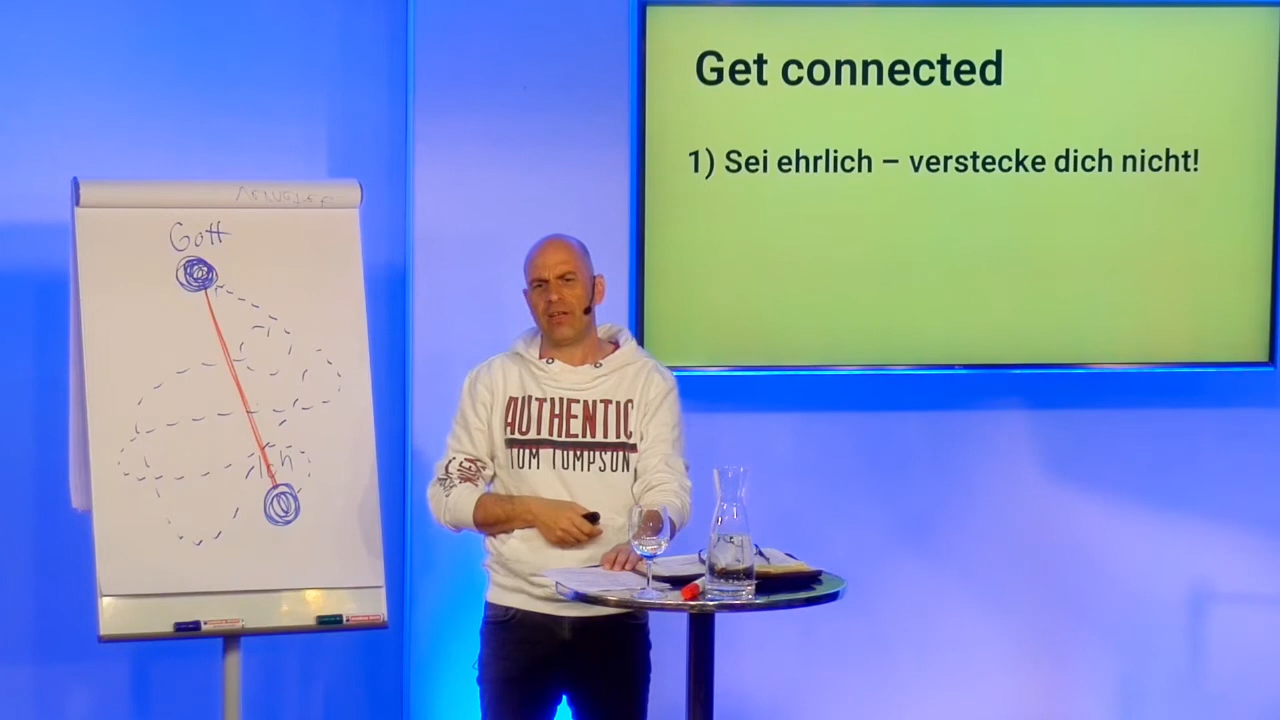 Get connected
1) Sei ehrlich – verstecke dich nicht!
Gott
Ich
AUTHENTIC
TOM TOMPSON